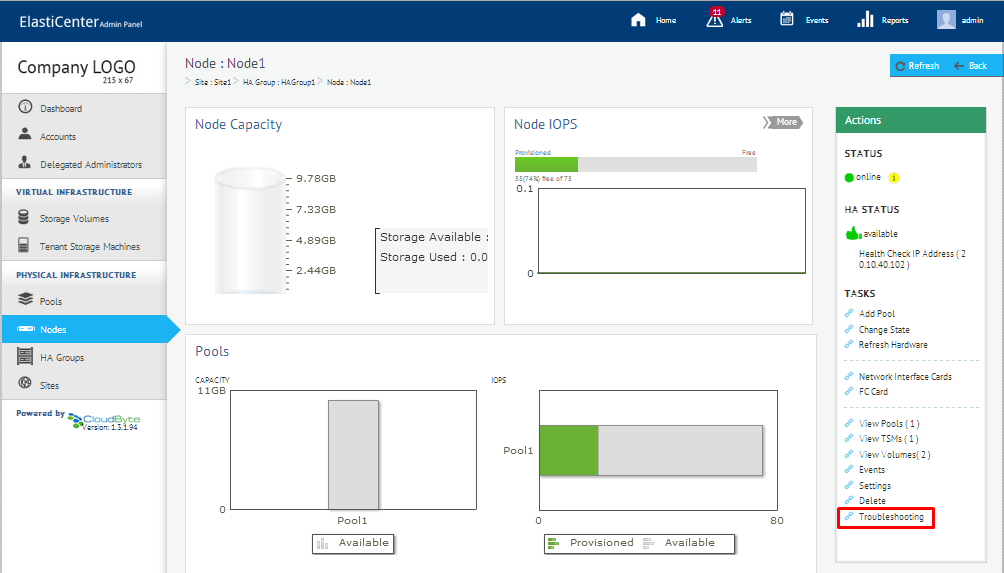 ElastiCenter Admin Panel
Home
11
Alerts
Events
Reports
admin
Company LOGO
215 x 67
Dashboard
Accounts
Delegated Administrators
VIRTUAL INFRASTRUCTURE
Storage Volumes
Tenant Storage Machines
PHYSICAL INFRASTRUCTURE
Pools
Nodes
HA Groups
Sites
Powered by CloudByte
Version: 1.3.1.94
Node : Node1
Site : Site1 > HA Group : HAGroup1 > Node : Node1
Refresh
Back
Node Capacity
9.78GB
7.33GB
4.89GB
2.44GB
Storage Available :
Storage Used : 0.0
Node IOPS
More
Provisioned Free
55(74%) free of 75
0.1
0
Pools
CAPACITY
11GB
0
Pool1
Available
IOPS
Pool1
0 80
Provisioned Available
Actions
STATUS
online 1
HA STATUS
available
Health Check IP Address ( 2
0.10.40.102 )
TASKS
Add Pool
Change State
Refresh Hardware
Network Interface Cards
FC Card
View Pools ( 1 )
View TSMs ( 1 )
View Volumes( 2 )
Events
Settings
Delete
Troubleshooting